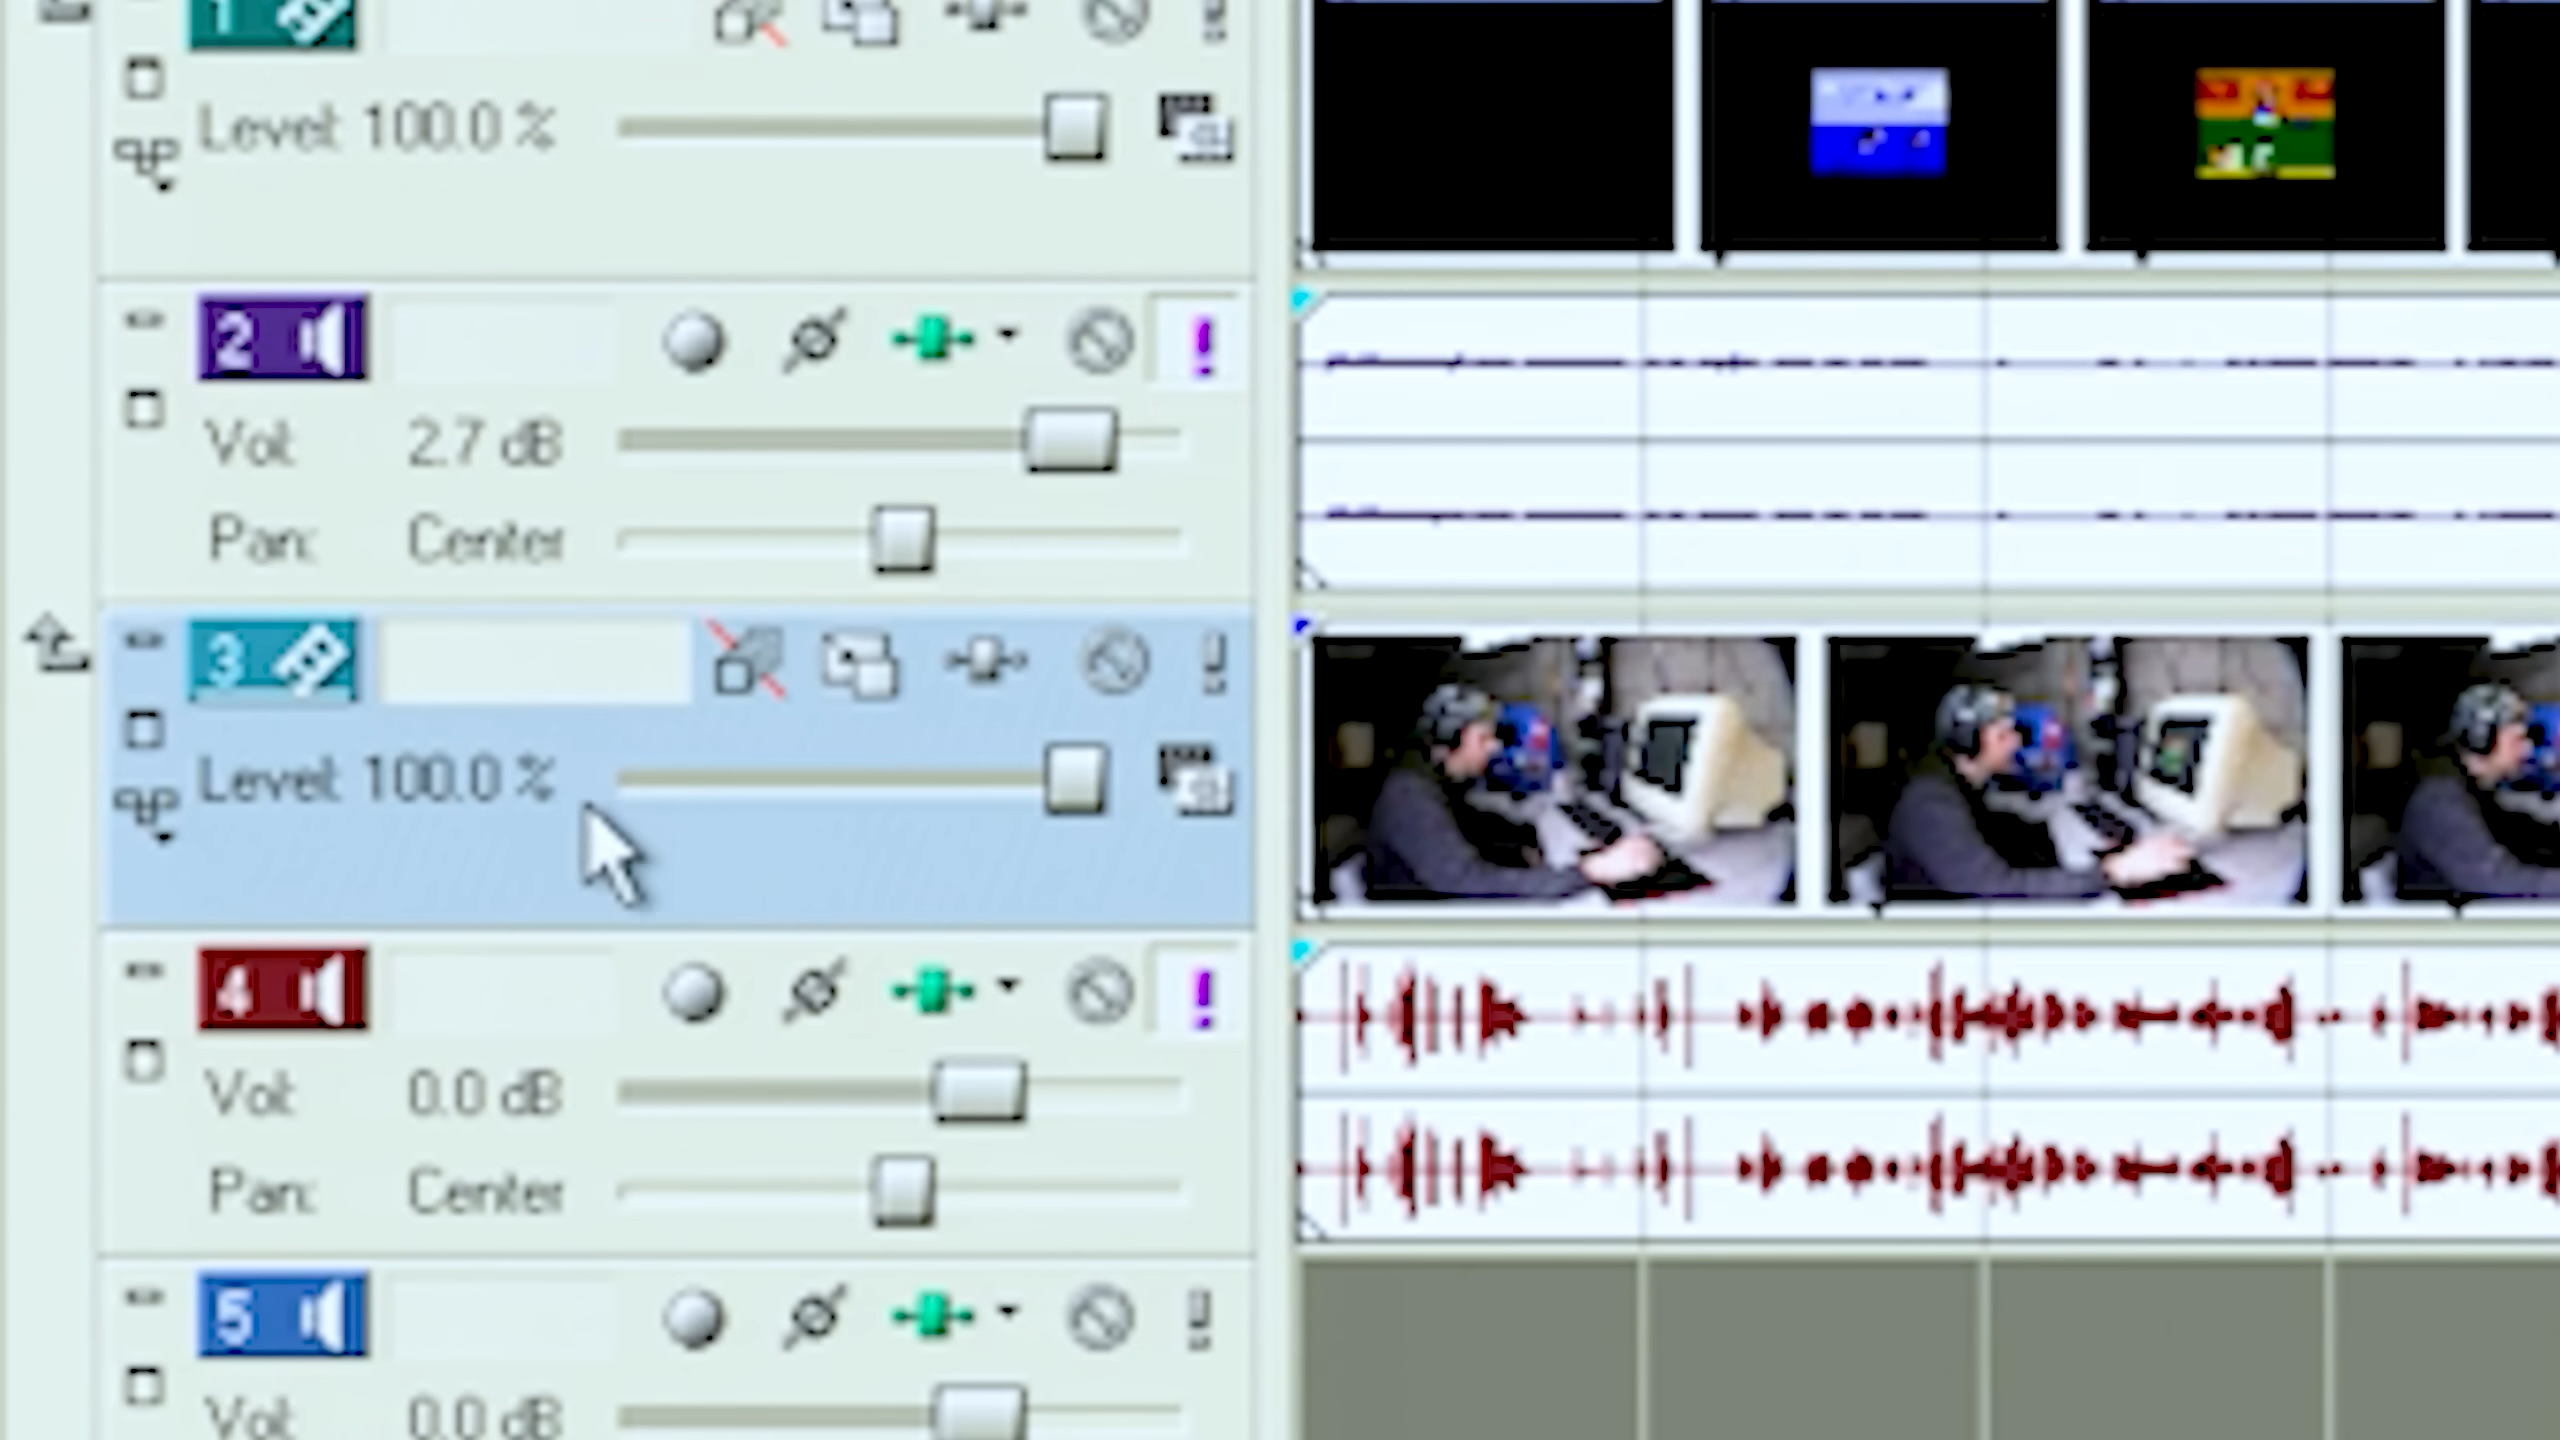 1
Level: 100.0 %
2
Vol: 2.7 dB
Pan: Center
3
Level: 100.0 %
4
Vol: 0.0 dB
Pan: Center
5
Vol: 0.0 dB